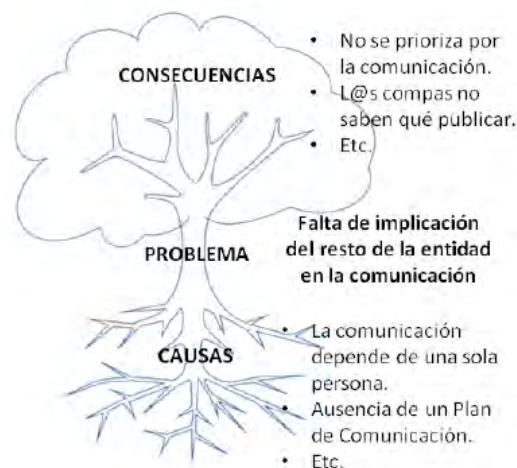 CONSECUENCIAS
• No se prioriza por
la comunicación.
• L@s compas no
saben qué publicar.
• Etc.
PROBLEMA
Falta de implicación
del resto de la entidad
en la comunicación
CAUSAS
• La comunicación
depende de una sola
persona.
• Ausencia de un Plan
de Comunicación.
• Etc.